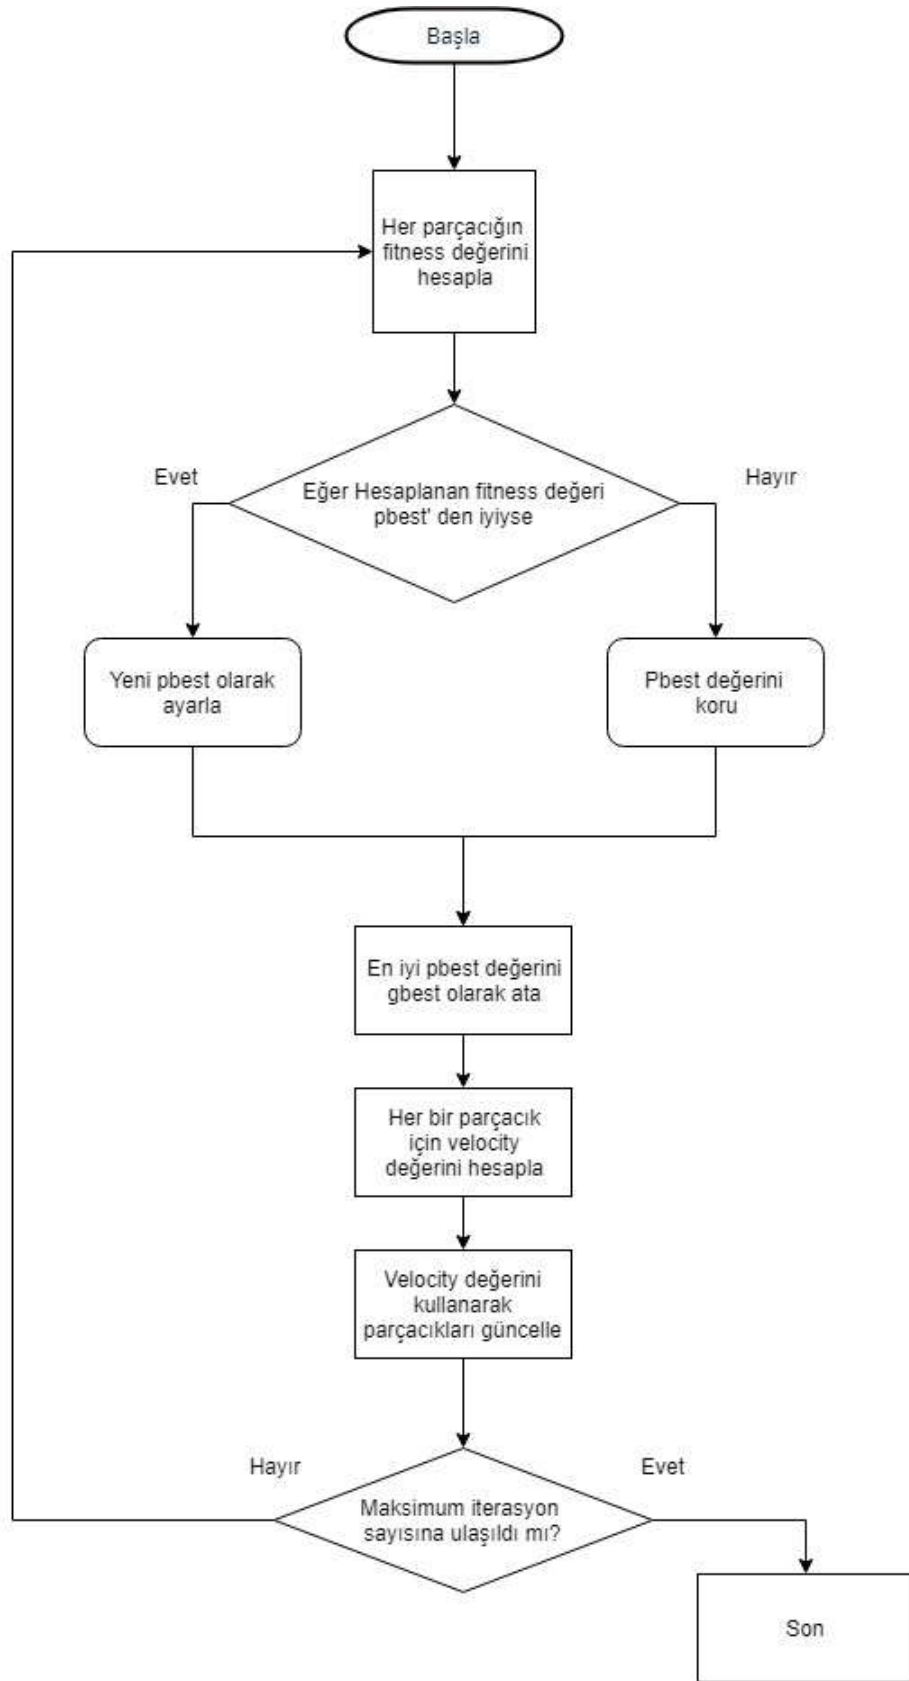 Başla
Her parçacığın
fitness değerini
hesapla
Evet
Hayır
Eğer Hesaplanan fitness değeri
pbest' den iyiyse
Yeni pbest olarak
ayarla
Pbest değerini
koru
En iyi pbest değerini
gbest olarak ata
Her bir parçacık
için velocity
değerini hesapla
Velocity değerini
kullanarak
parçacıkları güncelle
Hayır
Evet
Maksimum iterasyon
sayısına ulaşıldı mı?
Son